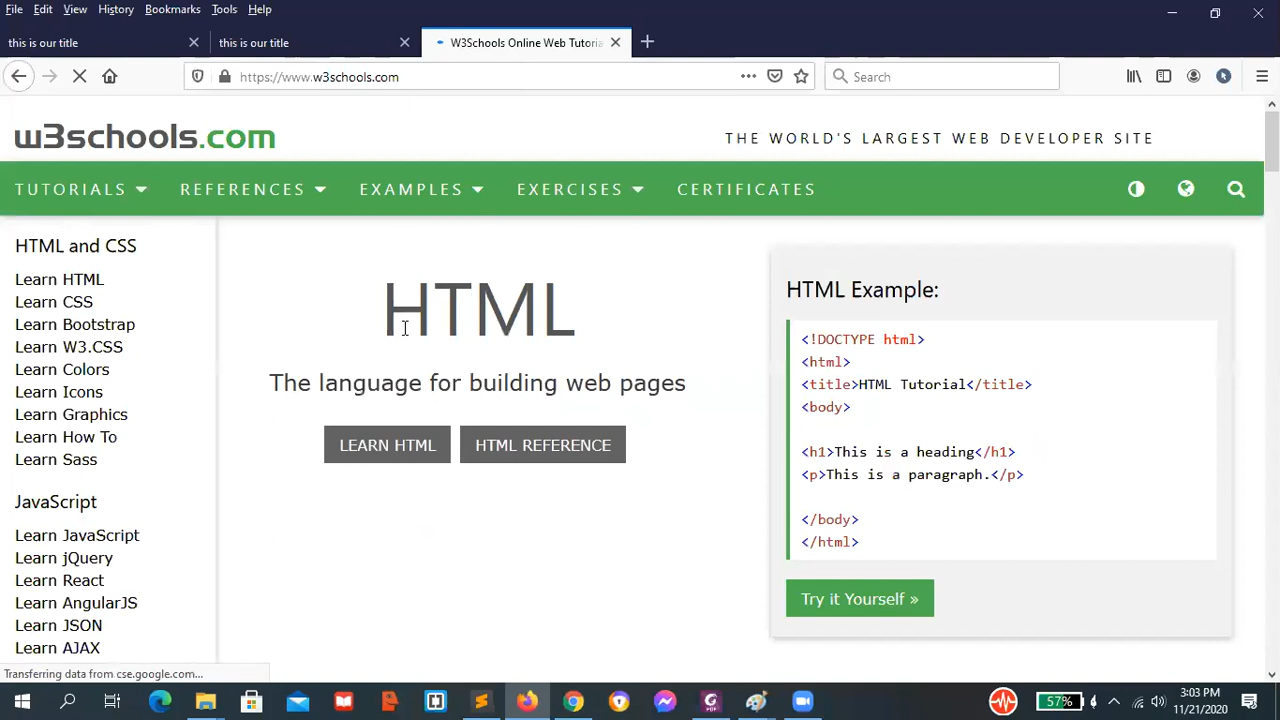 File Edit View History Bookmarks Tools Help
this is our title
this is our title
W3Schools Online Web Tutoria
https://www.w3schools.com
Search
w3schools.com
THE WORLD'S LARGEST WEB DEVELOPER SITE
TUTORIALS REFERENCES EXAMPLES EXERCISES CERTIFICATES
HTML and CSS
Learn HTML
Learn CSS
Learn Bootstrap
Learn W3.CSS
Learn Colors
Learn Icons
Learn Graphics
Learn How To
Learn Sass
JavaScript
Learn JavaScript
Learn jQuery
Learn React
Learn AngularJS
Learn JSON
Learn AJAX
HTML
The language for building web pages
LEARN HTML HTML REFERENCE
HTML Example:
<!DOCTYPE html>
<html>
<title>HTML Tutorial</title>
<body>
<h1>This is a heading</h1>
<p>This is a paragraph.</p>
</body>
</html>
Try it Yourself »
Transferring data from cse.google.com...
57%
3:03 PM
11/21/2020